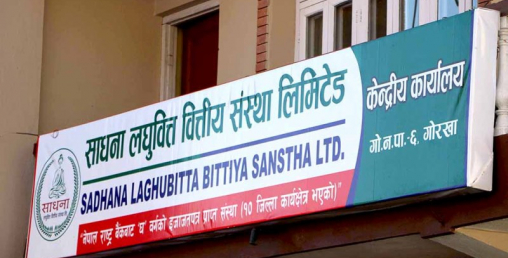 साधना लघुवित्त वित्तीय संस्था लिमिटेड
SADHANA LAGHUBITTA BITTIYA SANSTHA LTD.
"नेपाल राष्ट्र बैंकबाट 'घ' वर्गको इजाजतपत्र प्राप्त संस्था (१० जिल्ला कार्यक्षेत्र भएको)"
केन्द्रीय कार्यालय
गो.न.पा.-६, गोरखा
साधना